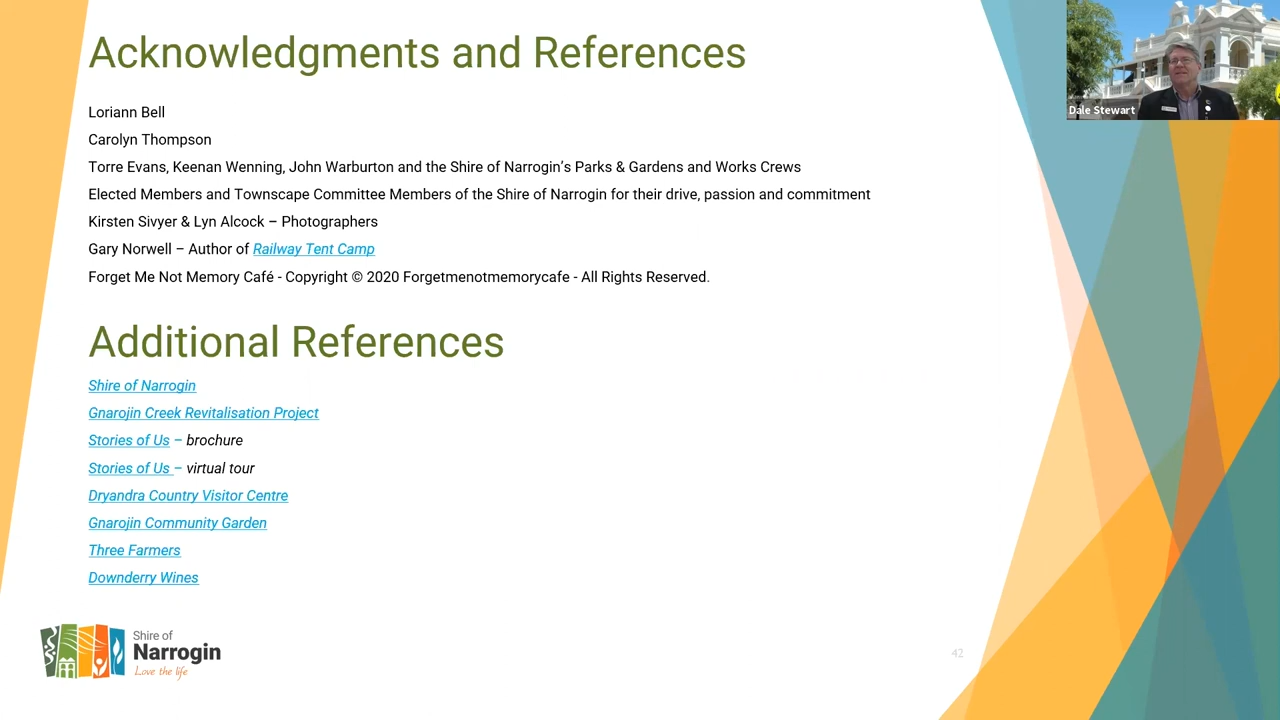 Acknowledgments and References
Dale Stewart
Loriann Bell
Carolyn Thompson
Torre Evans, Keenan Wenning, John Warburton and the Shire of Narrogin’s Parks & Gardens and Works Crews
Elected Members and Townscape Committee Members of the Shire of Narrogin for their drive, passion and commitment
Kirsten Sivyer & Lyn Alcock – Photographers
Gary Norwell – Author of Railway Tent Camp
Forget Me Not Memory Café - Copyright © 2020 Forgetmenotmemorycafe - All Rights Reserved.
Additional References
Shire of Narrogin
Gnarojin Creek Revitalisation Project
Stories of Us – brochure
Stories of Us – virtual tour
Dryandra Country Visitor Centre
Gnarojin Community Garden
Three Farmers
Downderry Wines
Shire of
Narrogin
Love the life
42